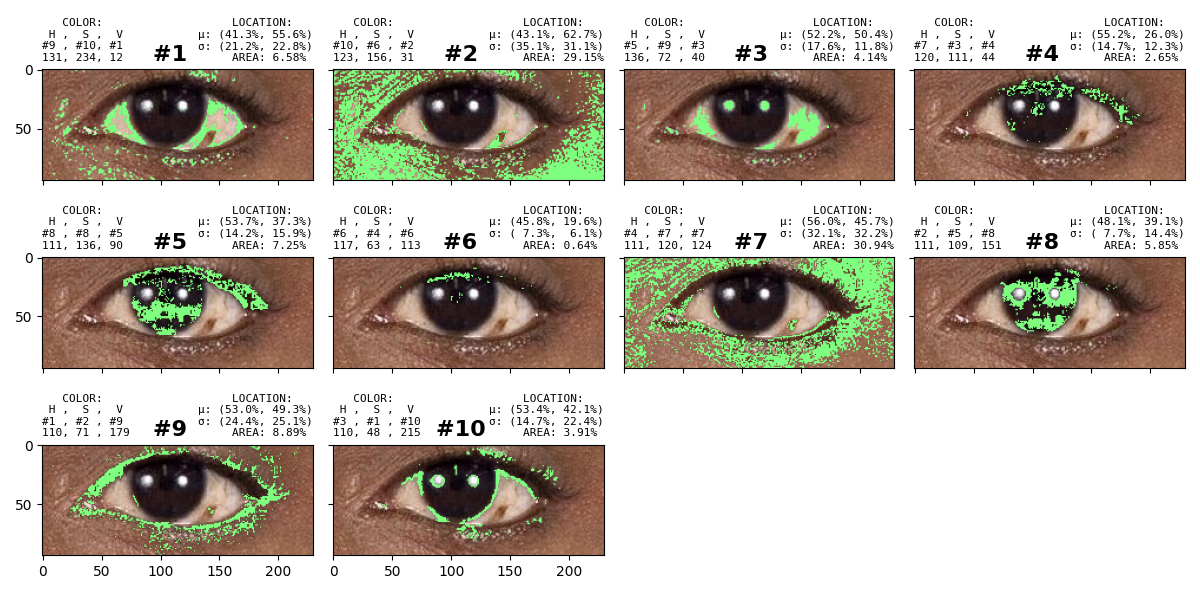 COLOR: LOCATION: COLOR: LOCATION: COLOR: LOCATION: COLOR: LOCATION:
H , S , V μ: (41.3%, 55.6%) H , S , V μ: (43.1%, 62.7%) H , S , V μ: (52.2%, 50.4%) H , S , V μ: (55.2%, 26.0%)
#9 , #10, #1 #1 σ: (21.2%, 22.8%) #10, #6 , #2 #2 σ: (35.1%, 31.1%) #5 , #9 , #3 #3 σ: (17.6%, 11.8%) #7 , #3 , #4 #4 σ: (14.7%, 12.3%)
131, 234, 12 AREA: 6.58% 123, 156, 31 AREA: 29.15% 136, 72 , 40 AREA: 4.14% 120, 111, 44 AREA: 2.65%
0
50
COLOR: LOCATION: COLOR: LOCATION: COLOR: LOCATION: COLOR: LOCATION:
H , S , V μ: (53.7%, 37.3%) H , S , V μ: (45.8%, 19.6%) H , S , V μ: (56.0%, 45.7%) H , S , V μ: (48.1%, 39.1%)
#8 , #8 , #5 #5 σ: (14.2%, 15.9%) #6 , #4 , #6 #6 σ: ( 7.3%, 6.1%) #4 , #7 , #7 #7 σ: (32.1%, 32.2%) #2 , #5 , #8 #8 σ: ( 7.7%, 14.4%)
111, 136, 90 AREA: 7.25% 117, 63 , 113 AREA: 0.64% 111, 120, 124 AREA: 30.94% 111, 109, 151 AREA: 5.85%
0
50
COLOR: LOCATION: COLOR: LOCATION:
H , S , V μ: (53.0%, 49.3%) H , S , V μ: (53.4%, 42.1%)
#1 , #2 , #9 #9 σ: (24.4%, 25.1%) #3 , #1 , #10 #10 σ: (14.7%, 22.4%)
110, 71 , 179 AREA: 8.89% 110, 48 , 215 AREA: 3.91%
0
50
0 50 100 150 200 0 50 100 150 200